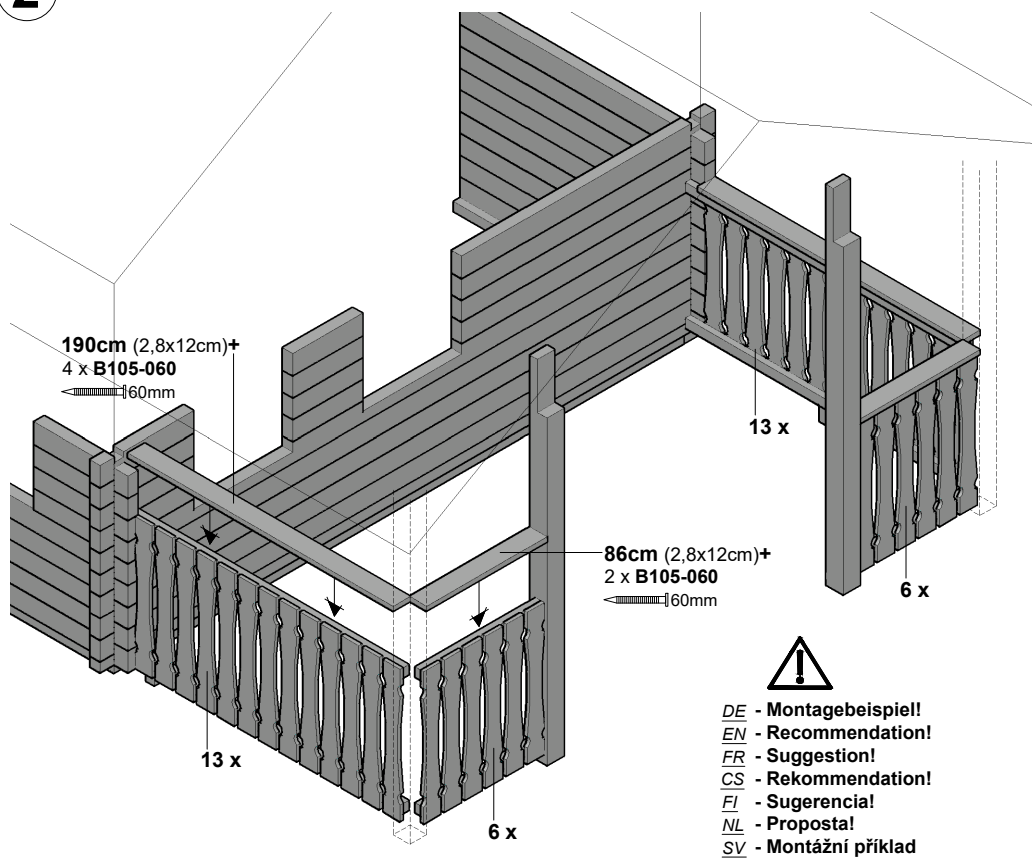 2
190cm (2,8x12cm)+
4 x B105-060
60mm
13 x
86cm (2,8x12cm)+
2 x B105-060
60mm
6 x
13 x
6 x
DE - Montagebeispiel!
EN - Recommendation!
FR - Suggestion!
CS - Rekommendation!
FI - Sugerencia!
NL - Proposta!
SV - Montážní příklad